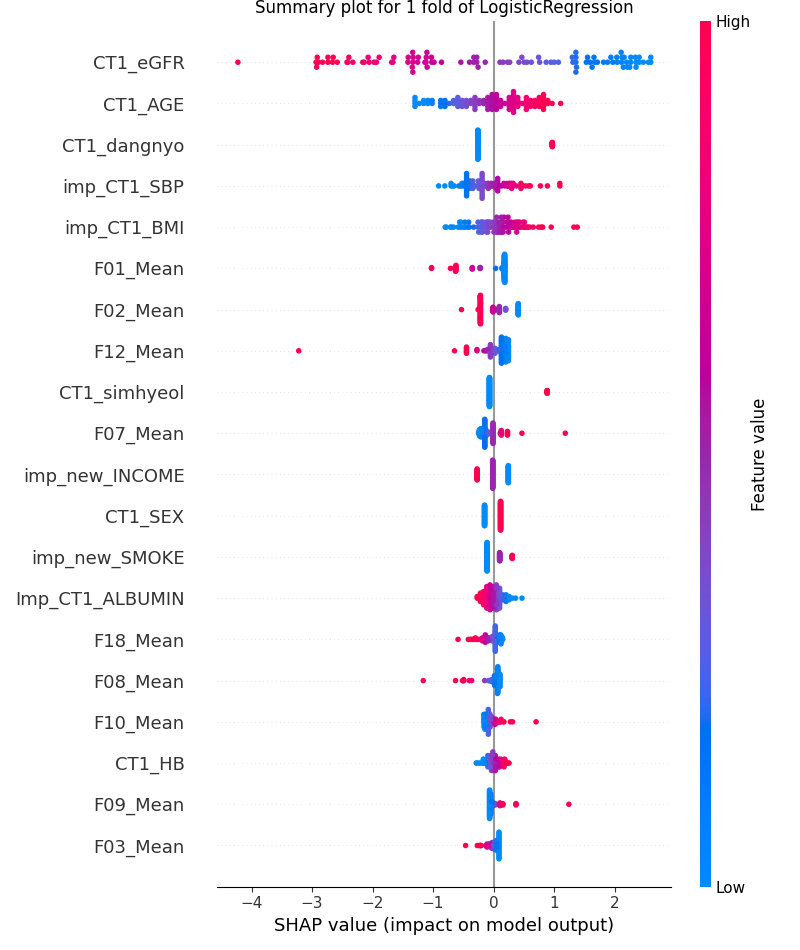 Summary plot for 1 fold of LogisticRegression
High
CT1_eGFR
CT1_AGE
CT1_dangnyo
imp_CT1_SBP
imp_CT1_BMI
F01_Mean
F02_Mean
F12_Mean
CT1_simhyeol
F07_Mean
imp_new_INCOME
CT1_SEX
imp_new_SMOKE
Imp_CT1_ALBUMIN
F18_Mean
F08_Mean
F10_Mean
CT1_HB
F09_Mean
F03_Mean
Feature value
Low
−4 −3 −2 −1 0 1 2
SHAP value (impact on model output)